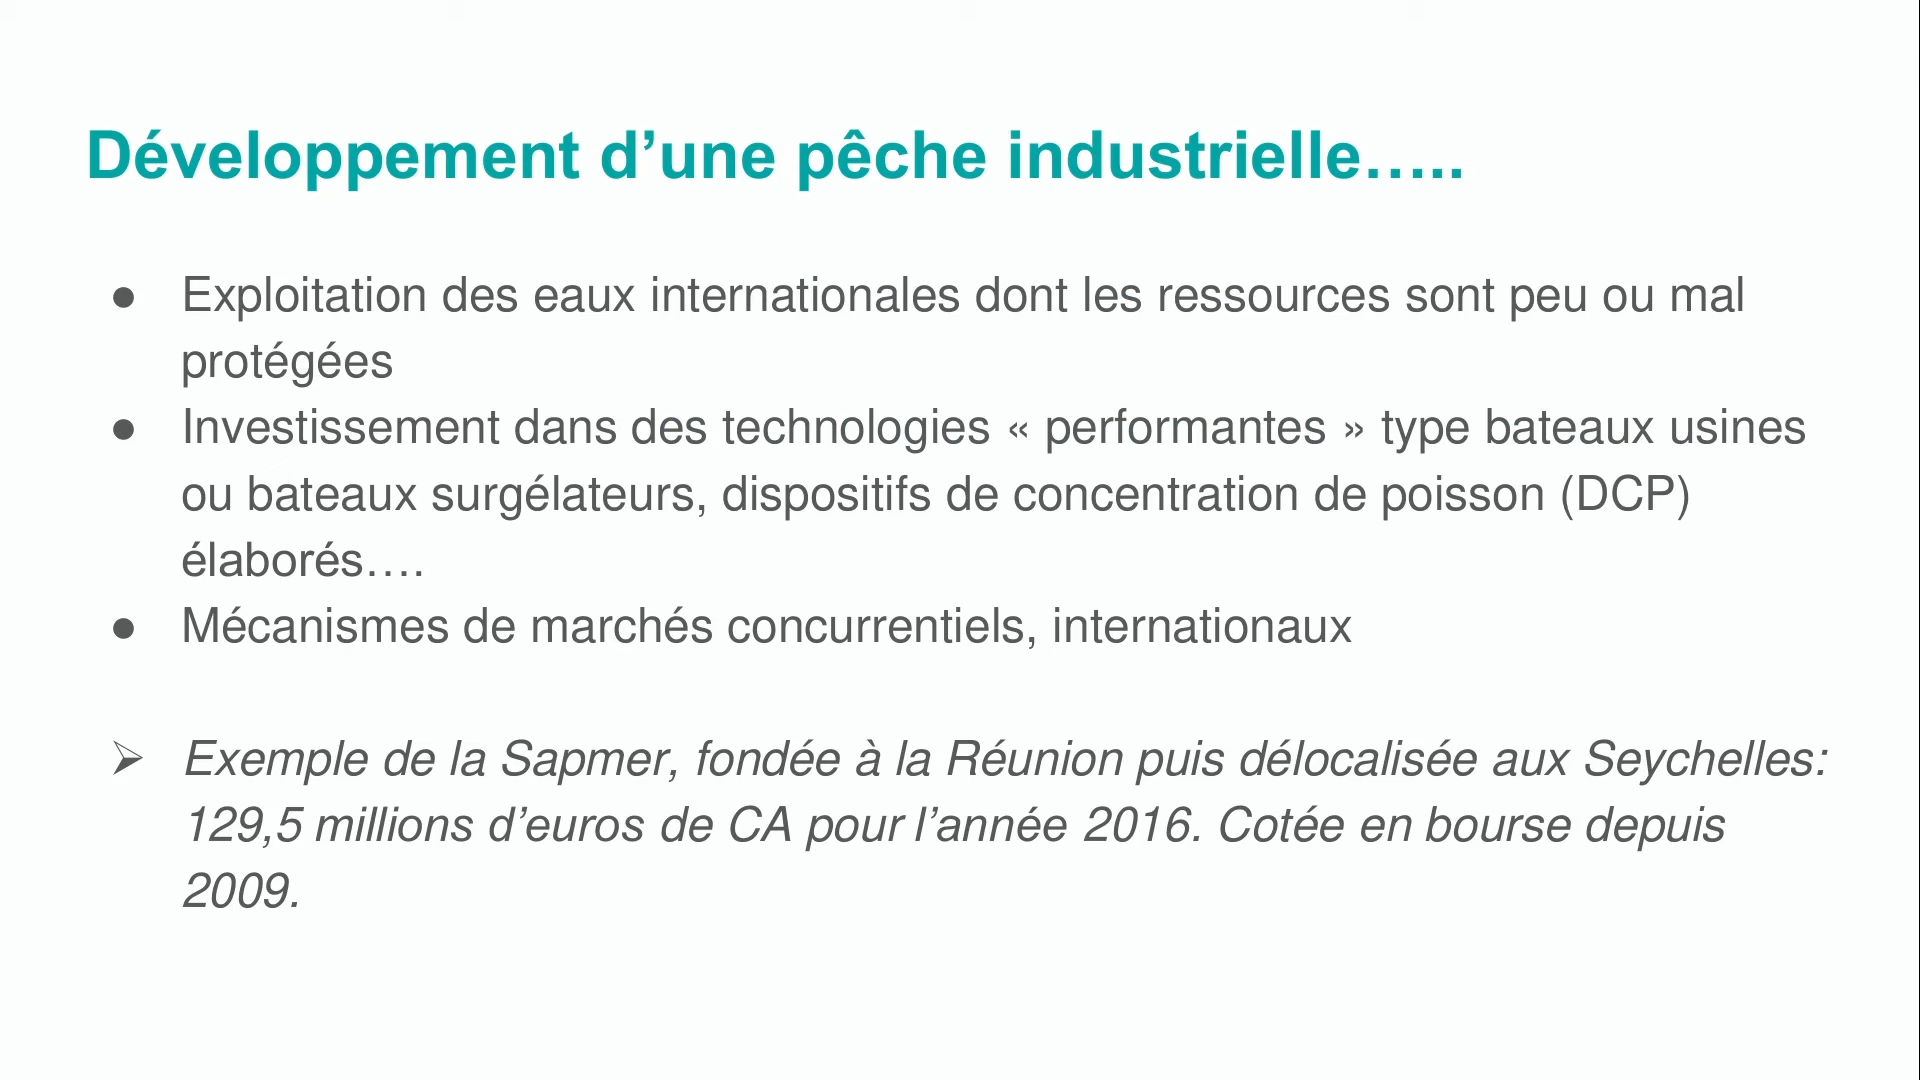 Développement d’une pêche industrielle…..
● Exploitation des eaux internationales dont les ressources sont peu ou mal
protégées
● Investissement dans des technologies « performantes » type bateaux usines
ou bateaux surgélateurs, dispositifs de concentration de poisson (DCP)
élaborés….
● Mécanismes de marchés concurrentiels, internationaux
➢ Exemple de la Sapmer, fondée à la Réunion puis délocalisée aux Seychelles:
129,5 millions d’euros de CA pour l’année 2016. Cotée en bourse depuis
2009.